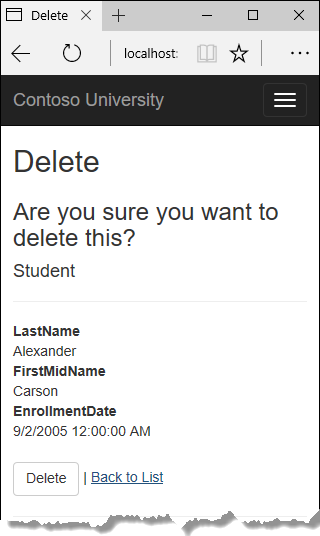 Delete
localhost:
Contoso University
Delete
Are you sure you want to
delete this?
Student
LastName
Alexander
FirstMidName
Carson
EnrollmentDate
9/2/2005 12:00:00 AM
Delete | Back to List